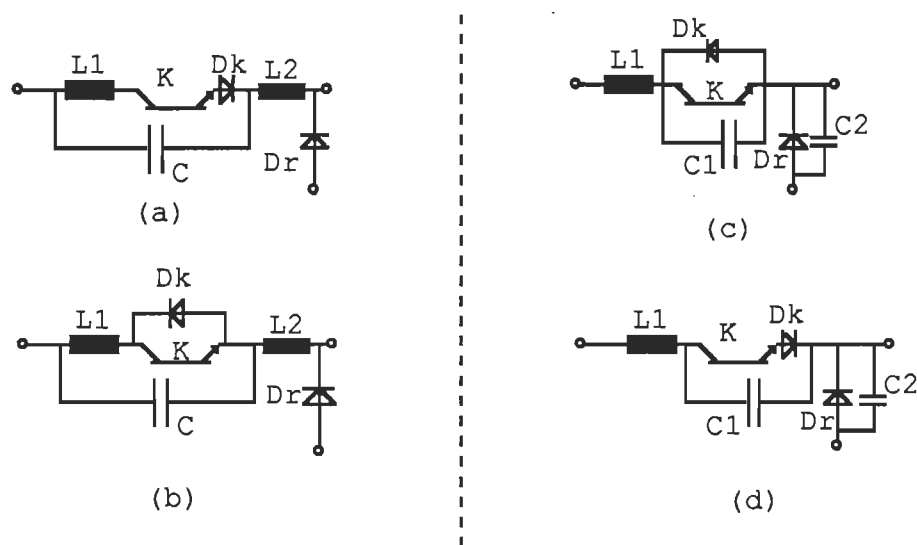 L1 K Dk L2
Dr
C
(a)
Dk
L1 K L2
Dr
C
(b)
Dk
L1
K
C2
C1 Dr
(c)
L1 K Dk
C2
C1 Dr
(d)